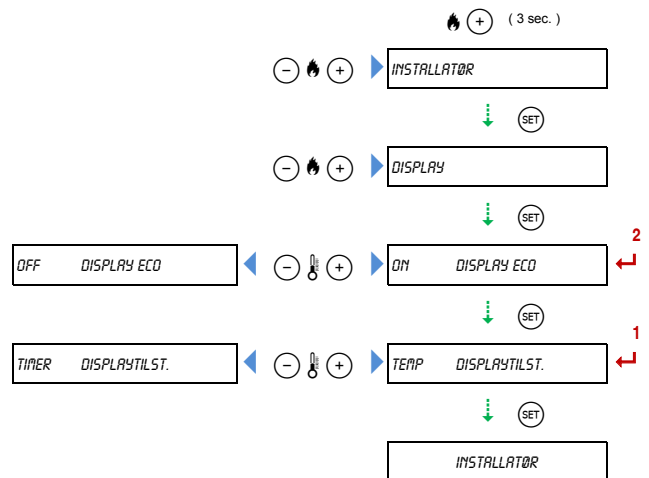 ( 3 sec. )
− + INSTALLATØR
SET
− + DISPLAY
SET
2
OFF DISPLAY ECO − + ON DISPLAY ECO
SET
1
TIMER DISPLAYTILST. − + TEMP DISPLAYTILST.
SET
INSTALLATØR